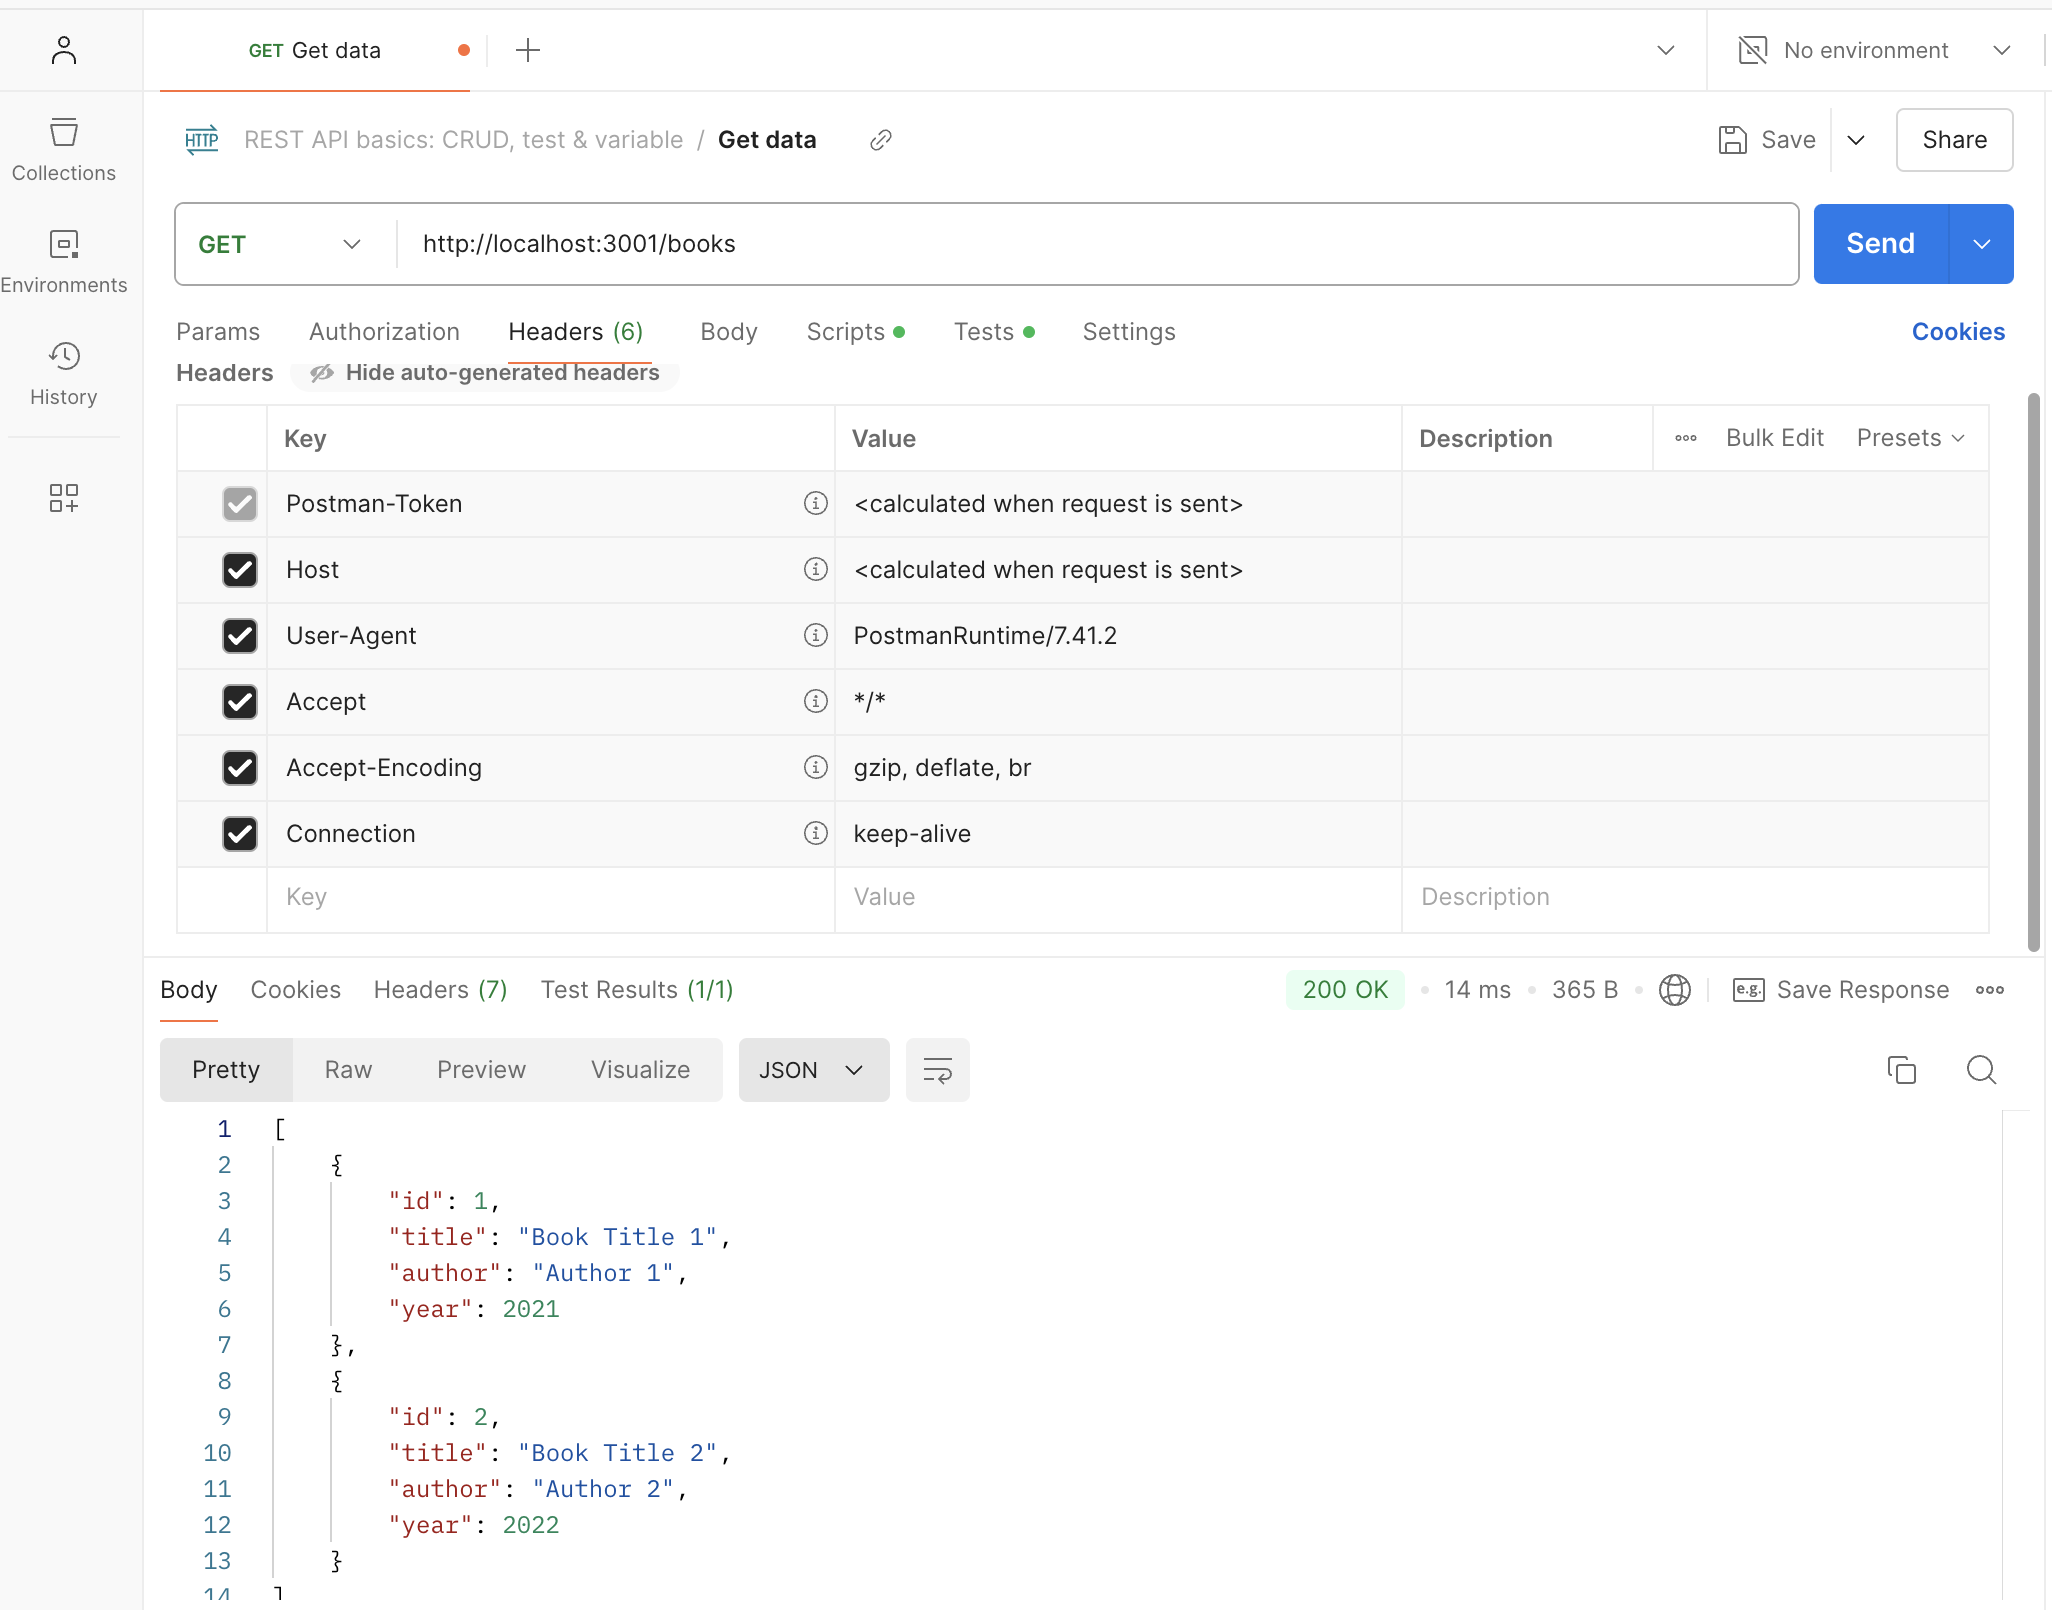 GET Get data
No environment
Collections
Environments
History
HTTP REST API basics: CRUD, test & variable / Get data
Save
Share
GET http://localhost:3001/books
Send
Params Authorization Headers (6) Body Scripts Tests Settings Cookies
Headers Hide auto-generated headers
Key Value Description Bulk Edit Presets
Postman-Token <calculated when request is sent>
Host <calculated when request is sent>
User-Agent PostmanRuntime/7.41.2
Accept */*
Accept-Encoding gzip, deflate, br
Connection keep-alive
Key Value Description
Body Cookies Headers (7) Test Results (1/1) 200 OK 14 ms 365 B e.g. Save Response
Pretty Raw Preview Visualize JSON
1 [
2 {
3 "id": 1,
4 "title": "Book Title 1",
5 "author": "Author 1",
6 "year": 2021
7 },
8 {
9 "id": 2,
10 "title": "Book Title 2",
11 "author": "Author 2",
12 "year": 2022
13 }
14 ]